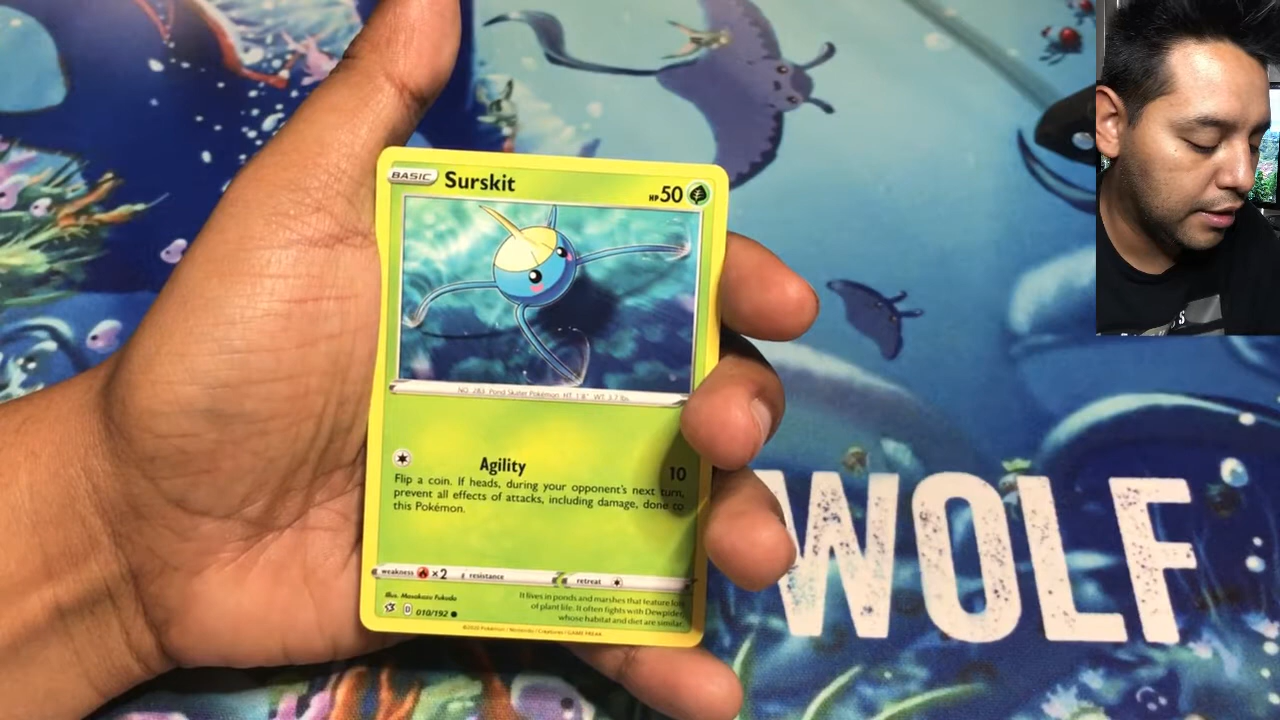 BASIC Surskit HP 50
NO. 283 Pond Skater Pokémon HT 1'8" WT 3.7 lbs.
Agility 10
Flip a coin. If heads, during your opponent's next turn,
prevent all effects of attacks, including damage, done to
this Pokémon.
weakness ×2 resistance retreat
Illus. Masakazu Fukuda
D 010/192
It lives in ponds and marshes that feature lots
of plant life. It often fights with Dewpider,
whose habitat and diet are similar.
©2020 Pokémon / Nintendo / Creatures / GAME FREAK
WOLF